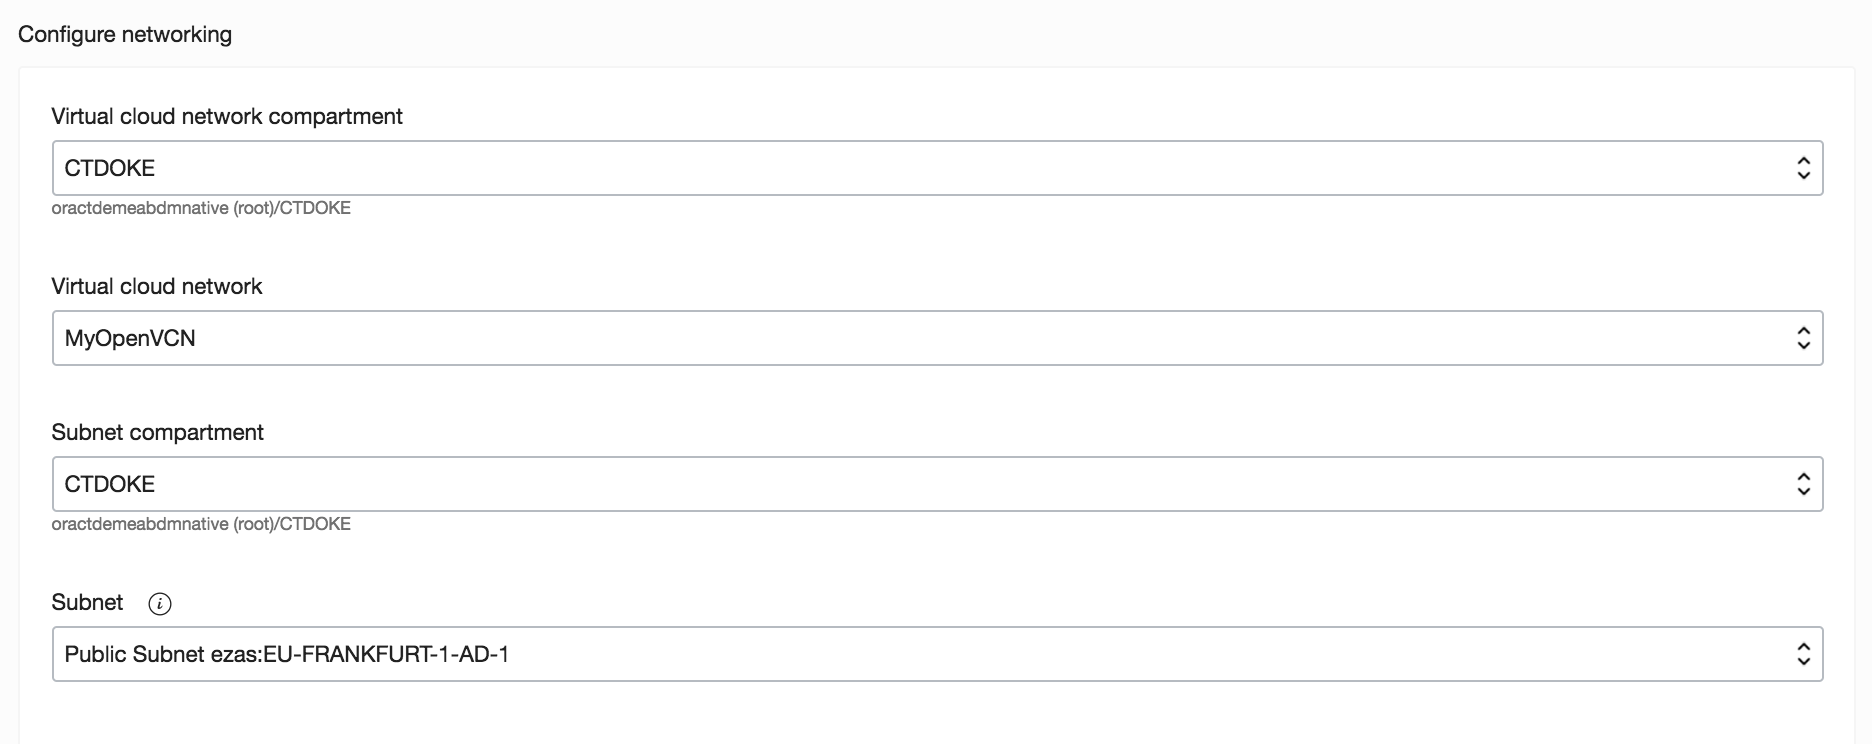 Configure networking
Virtual cloud network compartment
CTDOKE
oractdemeabdmnative (root)/CTDOKE
Virtual cloud network
MyOpenVCN
Subnet compartment
CTDOKE
oractdemeabdmnative (root)/CTDOKE
Subnet i
Public Subnet ezas:EU-FRANKFURT-1-AD-1